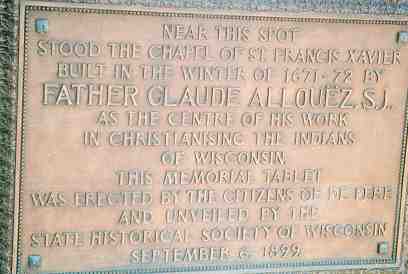 NEAR THIS SPOT
STOOD THE CHAPEL OF ST. FRANCIS XAVIER
BUILT IN THE WINTER OF 1671-72 BY
FATHER CLAUDE ALLOUEZ, S.J.,
AS THE CENTRE OF HIS WORK
IN CHRISTIANISING THE INDIANS
OF WISCONSIN
THIS MEMORIAL TABLET
WAS ERECTED BY THE CITIZENS OF DE PERE
AND UNVEILED BY THE
STATE HISTORICAL SOCIETY OF WISCONSIN
SEPTEMBER 6, 1899